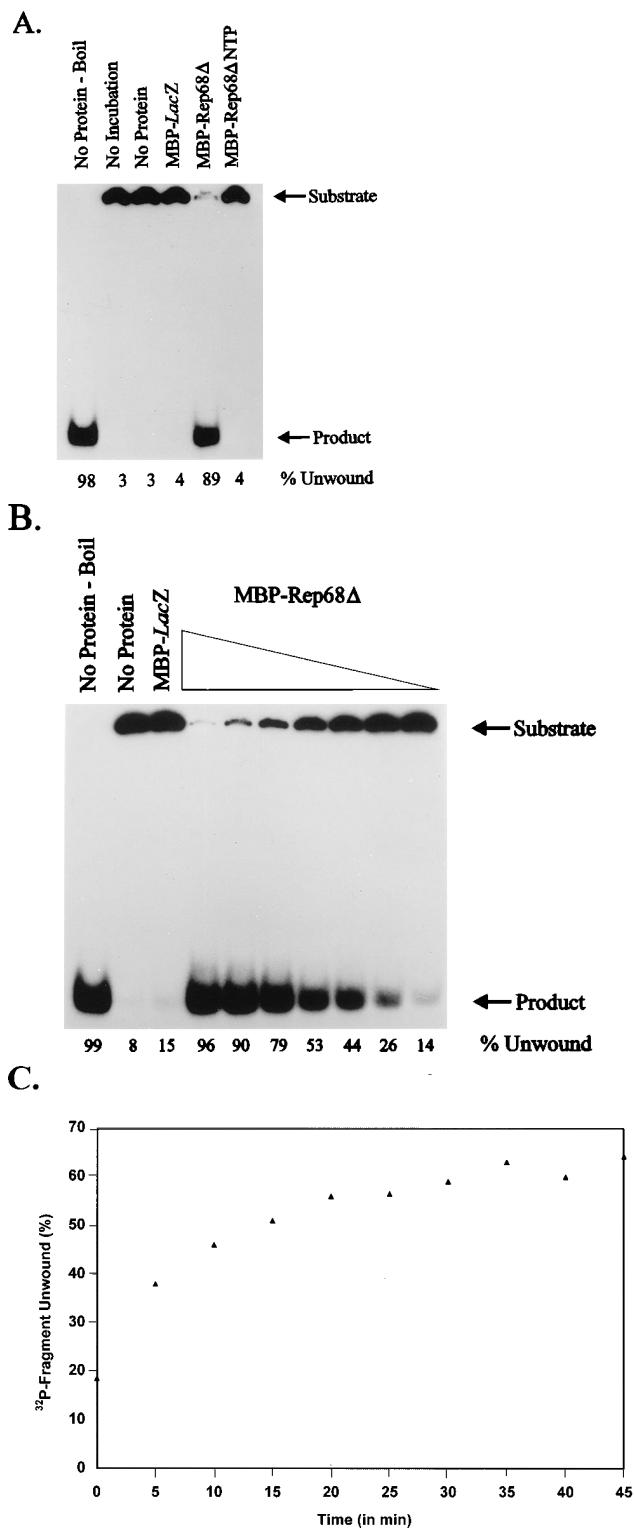 A.
No Protein - Boil
No Incubation
No Protein
MBP-LacZ
MBP-Rep68Δ
MBP-Rep68ΔNTP
Substrate
Product
98 3 3 4 89 4 % Unwound
B.
No Protein - Boil
No Protein
MBP-LacZ
MBP-Rep68Δ
Substrate
Product
99 8 15 96 90 79 53 44 26 14 % Unwound
C.
70
60
50
40
30
20
10
0
32P-Fragment Unwound (%)
0 5 10 15 20 25 30 35 40 45
Time (in min)